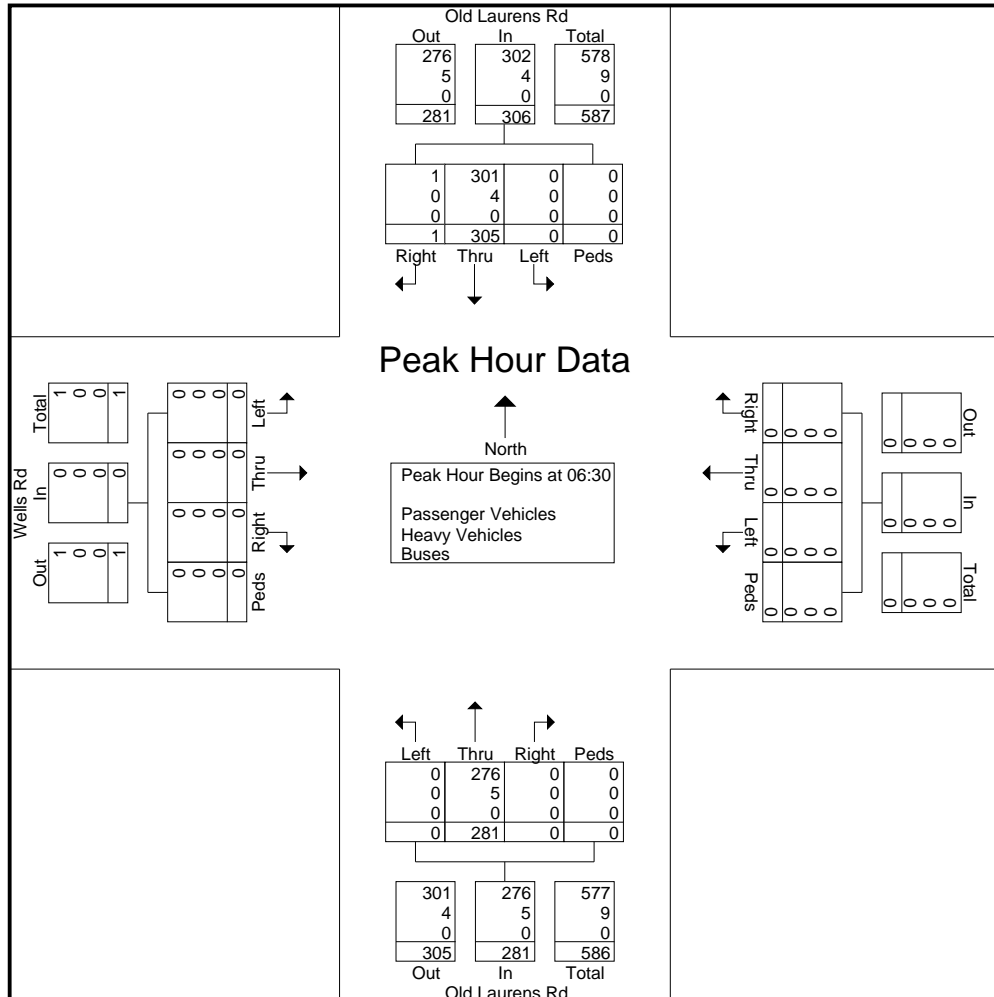 Old Laurens Rd
Out In Total
276 302 578
5 4 9
0 0 0
281 306 587
1 301 0 0
0 4 0 0
0 0 0 0
1 305 0 0
Right Thru Left Peds
Peak Hour Data
North
Peak Hour Begins at 06:30
Passenger Vehicles
Heavy Vehicles
Buses
Wells Rd
Out In Total
1 0 1
0 0 0
0 0 0
1 0 1
Peds Right Thru Left
0 0 0 0
0 0 0 0
0 0 0 0
0 0 0 0
Right Thru Left Peds
0 0 0 0
0 0 0 0
0 0 0 0
0 0 0 0
Out In Total
0 0 0
0 0 0
0 0 0
0 0 0
Left Thru Right Peds
0 276 0 0
0 5 0 0
0 0 0 0
0 281 0 0
301 276 577
4 5 9
0 0 0
305 281 586
Out In Total
Old Laurens Rd